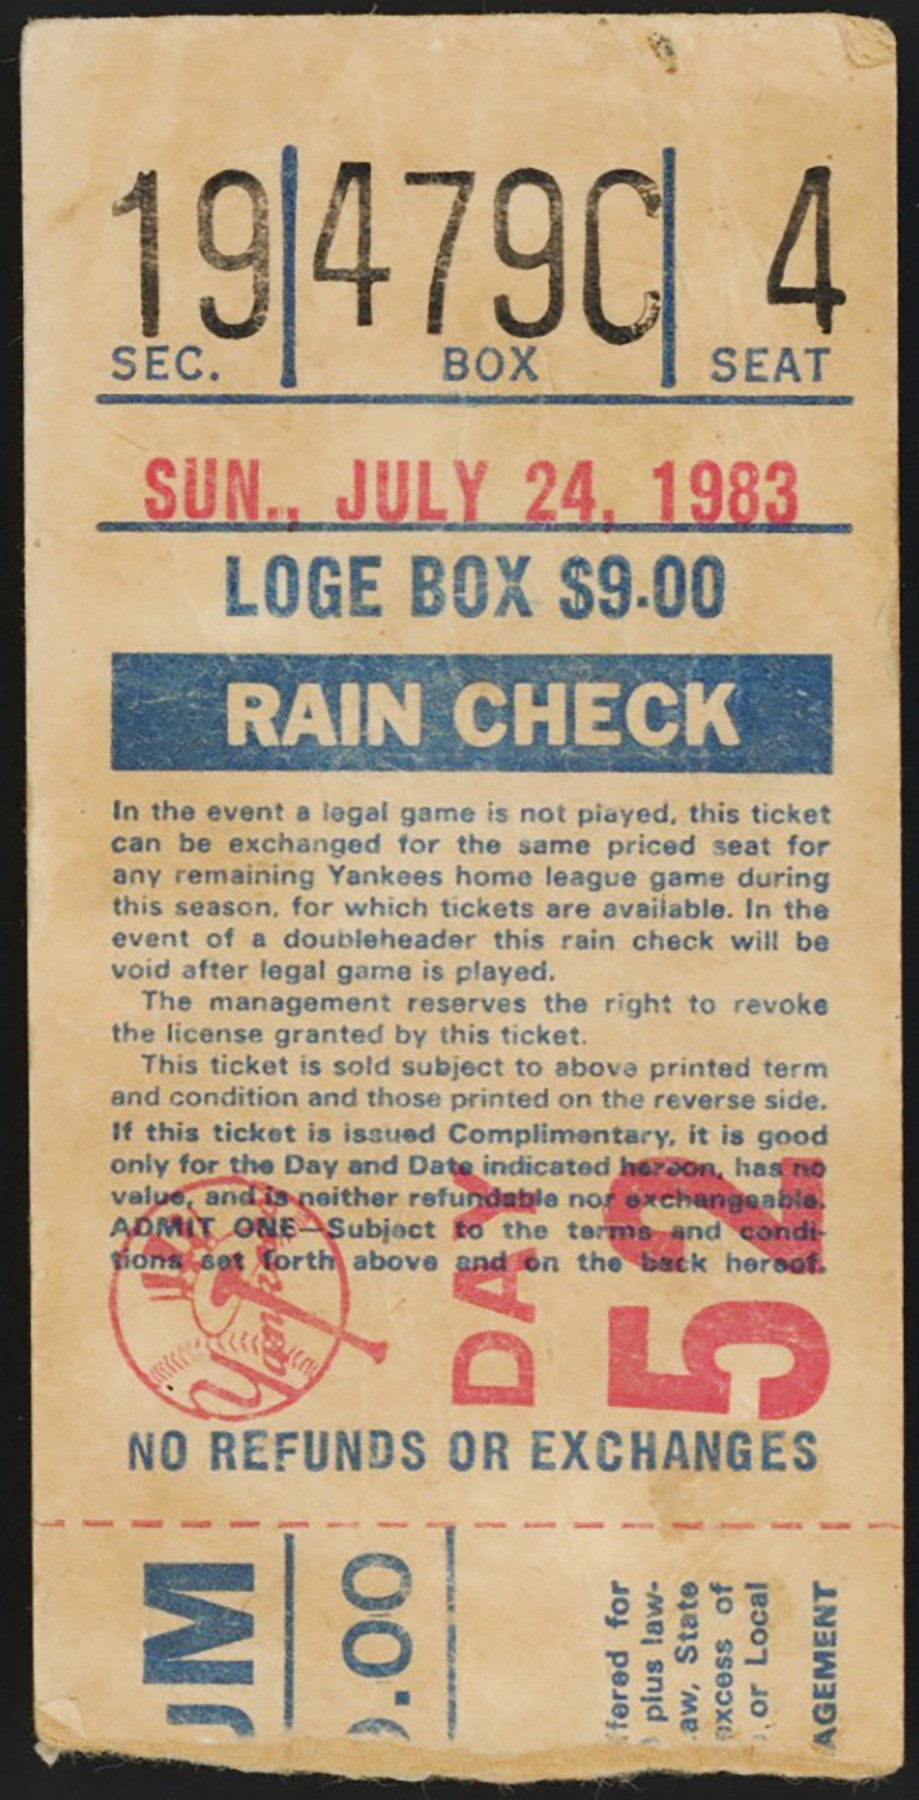 19 479C 4
SEC. BOX SEAT
SUN., JULY 24, 1983
LOGE BOX $9.00
RAIN CHECK
In the event a legal game is not played, this ticket
can be exchanged for the same priced seat for
any remaining Yankees home league game during
this season, for which tickets are available. In the
event of a doubleheader this rain check will be
void after legal game is played.
The management reserves the right to revoke
the license granted by this ticket.
This ticket is sold subject to above printed term
and condition and those printed on the reverse side.
If this ticket is issued Complimentary, it is good
only for the Day and Date indicated hereon, has no
value, and is neither refundable nor exchangeable.
ADMIT ONE—Subject to the terms and condi-
tions set forth above and on the back hereof.
Yankees
DAY
52
NO REFUNDS OR EXCHANGES
UM
.00
fered for
plus law-
aw, State
xcess of
, or Local
AGEMENT